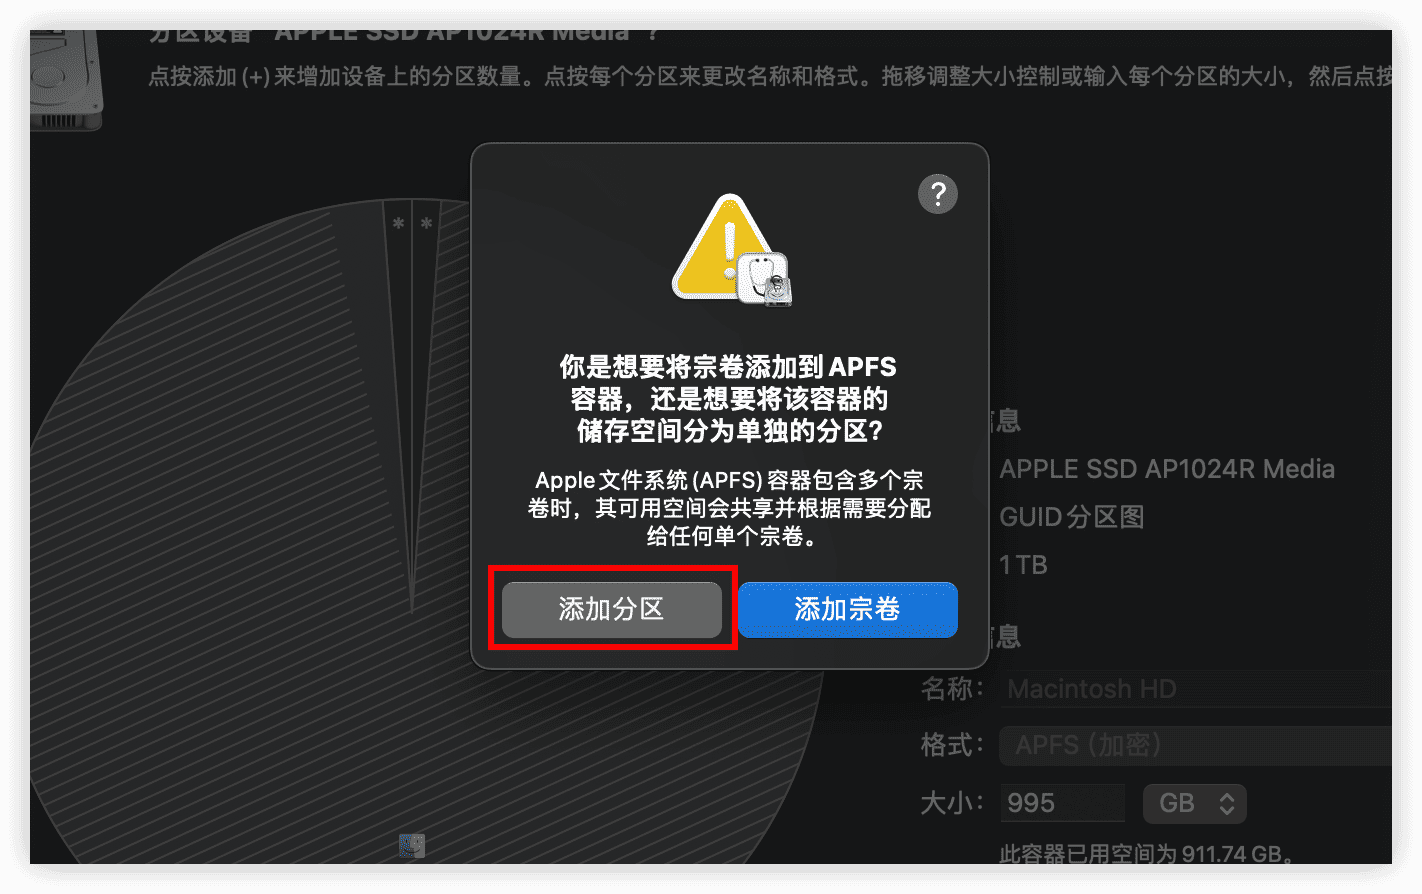 分区设备 "APPLE SSD AP1024R Media"？
点按添加 (+) 来增加设备上的分区数量。点按每个分区来更改名称和格式。拖移调整大小控制或输入每个分区的大小，然后点按
* *
?
你是想要将宗卷添加到 APFS
容器，还是想要将该容器的
储存空间分为单独的分区？
Apple 文件系统 (APFS) 容器包含多个宗
卷时，其可用空间会共享并根据需要分配
给任何单个宗卷。
添加分区 添加宗卷
信息
APPLE SSD AP1024R Media
GUID 分区图
1 TB
信息
名称： Macintosh HD
格式： APFS（加密）
大小： 995 GB
此容器已用空间为 911.74 GB。